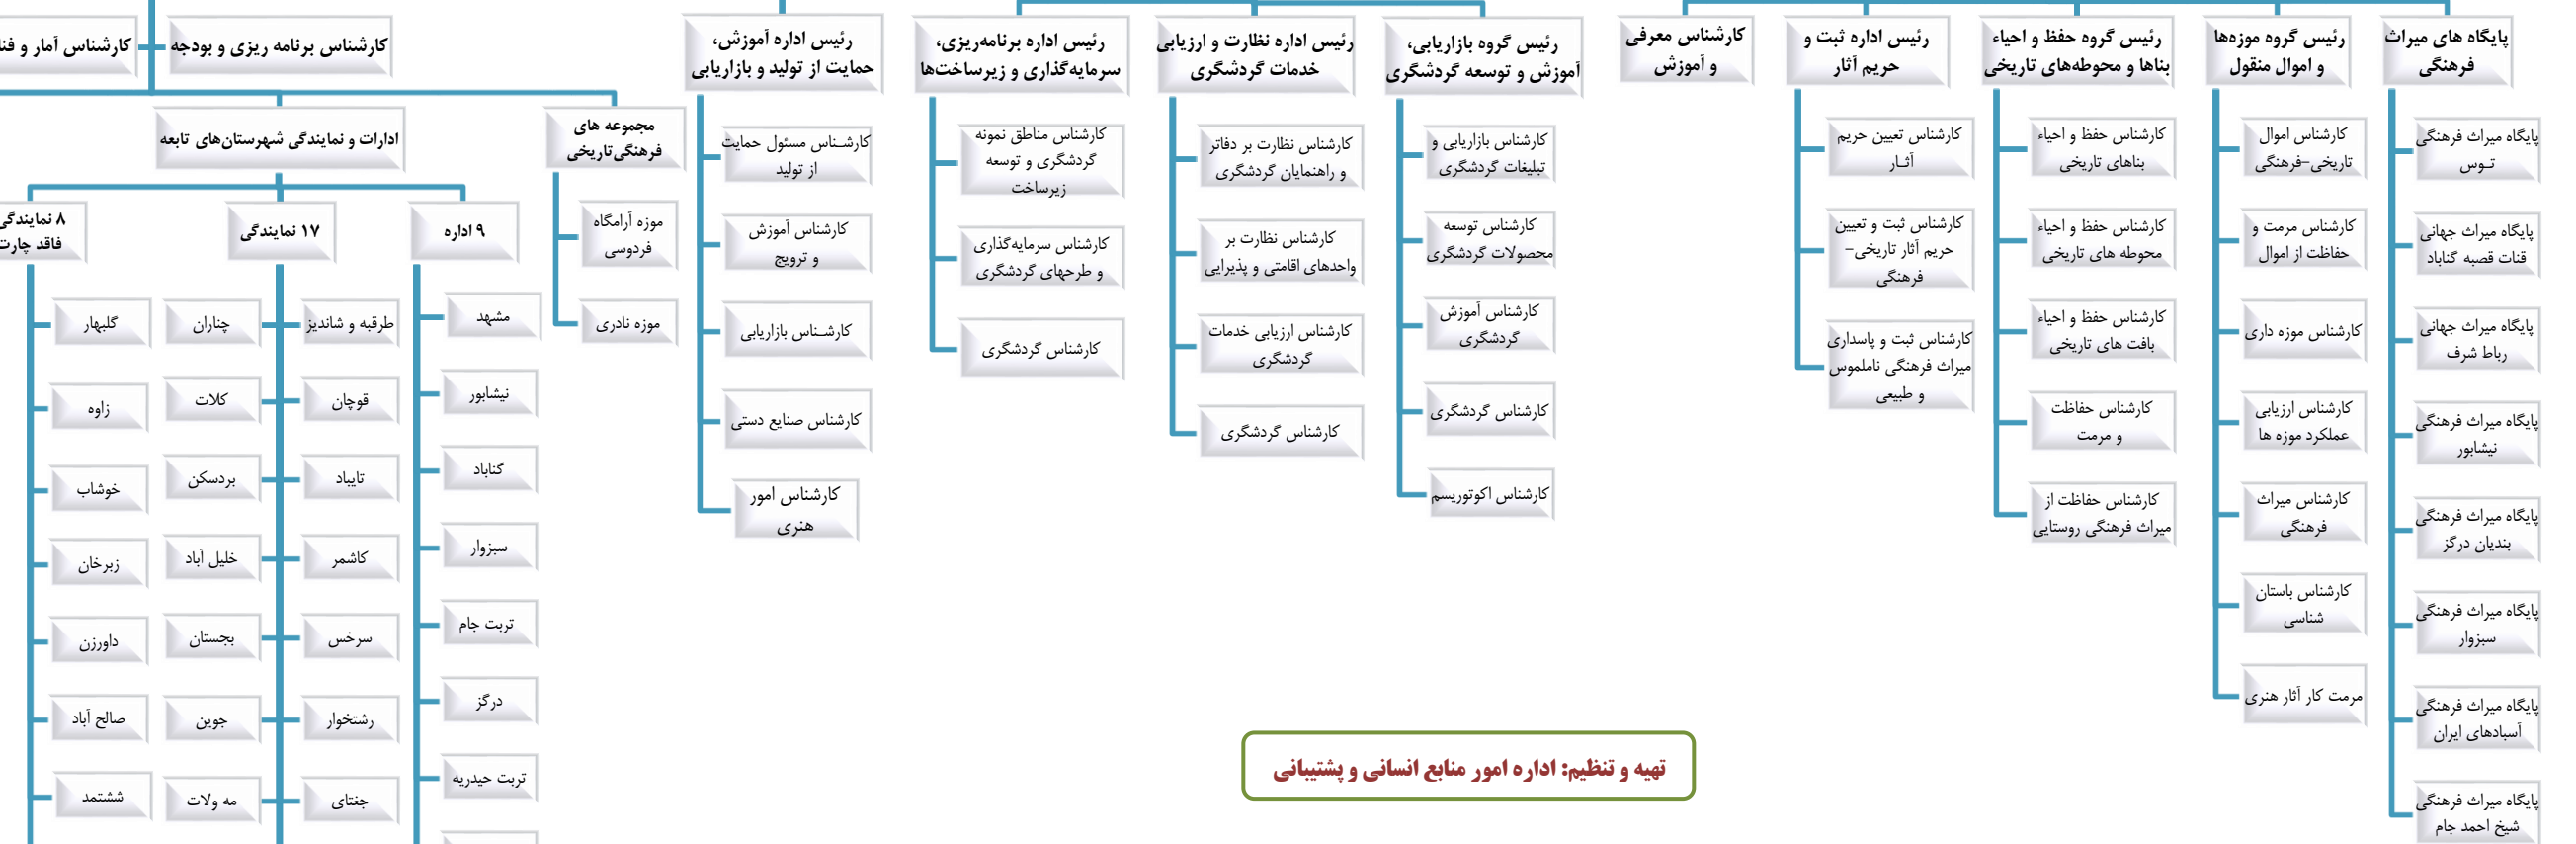 پایگاه های میراث
فرهنگی
پایگاه میراث فرهنگی
تـوس
پایگاه میراث جهانی
قنات قصبه گناباد
پایگاه میراث جهانی
رباط شرف
پایگاه میراث فرهنگی
نیشابور
پایگاه میراث فرهنگی
بندیان درگز
پایگاه میراث فرهنگی
سبزوار
پایگاه میراث فرهنگی
آسبادهای ایران
پایگاه میراث فرهنگی
شیخ احمد جام
رئیس گروه موزه‌ها
و اموال منقول
کارشناس اموال
تاریخی-فرهنگی
کارشناس مرمت و
حفاظت از اموال
کارشناس موزه داری
کارشناس ارزیابی
عملکرد موزه ها
کارشناس میراث
فرهنگی
کارشناس باستان
شناسی
مرمت کار آثار هنری
رئیس گروه حفظ و احیاء
بناها و محوطه‌های تاریخی
کارشناس حفظ و احیاء
بناهای تاریخی
کارشناس حفظ و احیاء
محوطه های تاریخی
کارشناس حفظ و احیاء
بافت های تاریخی
کارشناس حفاظت
و مرمت
کارشناس حفاظت از
میراث فرهنگی روستایی
رئیس اداره ثبت و
حریم آثار
کارشناس تعیین حریم
آثـار
کارشناس ثبت و تعیین
حریم آثار تاریخی-
فرهنگی
کارشناس ثبت و پاسداری
میراث فرهنگی ناملموس
و طبیعی
کارشناس معرفی
و آموزش
رئیس گروه بازاریابی،
آموزش و توسعه گردشگری
کارشناس بازاریابی و
تبلیغات گردشگری
کارشناس توسعه
محصولات گردشگری
کارشناس آموزش
گردشگری
کارشناس گردشگری
کارشناس اکوتوریسم
رئیس اداره نظارت و ارزیابی
خدمات گردشگری
کارشناس نظارت بر دفاتر
و راهنمایان گردشگری
کارشناس نظارت بر
واحدهای اقامتی و پذیرایی
کارشناس ارزیابی خدمات
گردشگری
کارشناس گردشگری
رئیس اداره برنامه‌ریزی،
سرمایه‌گذاری و زیرساخت‌ها
کارشناس مناطق نمونه
گردشگری و توسعه
زیرساخت
کارشناس سرمایه‌گذاری
و طرحهای گردشگری
کارشناس گردشگری
رئیس اداره آموزش،
حمایت از تولید و بازاریابی
کارشـناس مسئول حمایت
از تولید
کارشناس آموزش
و ترویج
کارشـناس بازاریابی
کارشناس صنایع دستی
کارشناس امور
هنری
کارشناس برنامه ریزی و بودجه
کارشناس آمار و
مجموعه های
فرهنگی‌تاریخی
موزه آرامگاه
فردوسی
موزه نادری
ادارات و نمایندگی شهرستان‌های تابعه
۹ اداره
مشهد
نیشابور
گناباد
سبزوار
تربت جام
درگز
تربت حیدریه
۱۷ نمایندگی
طرقبه و شاندیز
چناران
قوچان
کلات
تایباد
بردسکن
کاشمر
خلیل آباد
سرخس
بجستان
رشتخوار
جوین
جغتای
مه ولات
۸ نمایندگی
فاقد چارت
گلبهار
زاوه
خوشاب
زبرخان
داورزن
صالح آباد
ششتمد
تهیه و تنظیم: اداره امور منابع انسانی و پشتیبانی